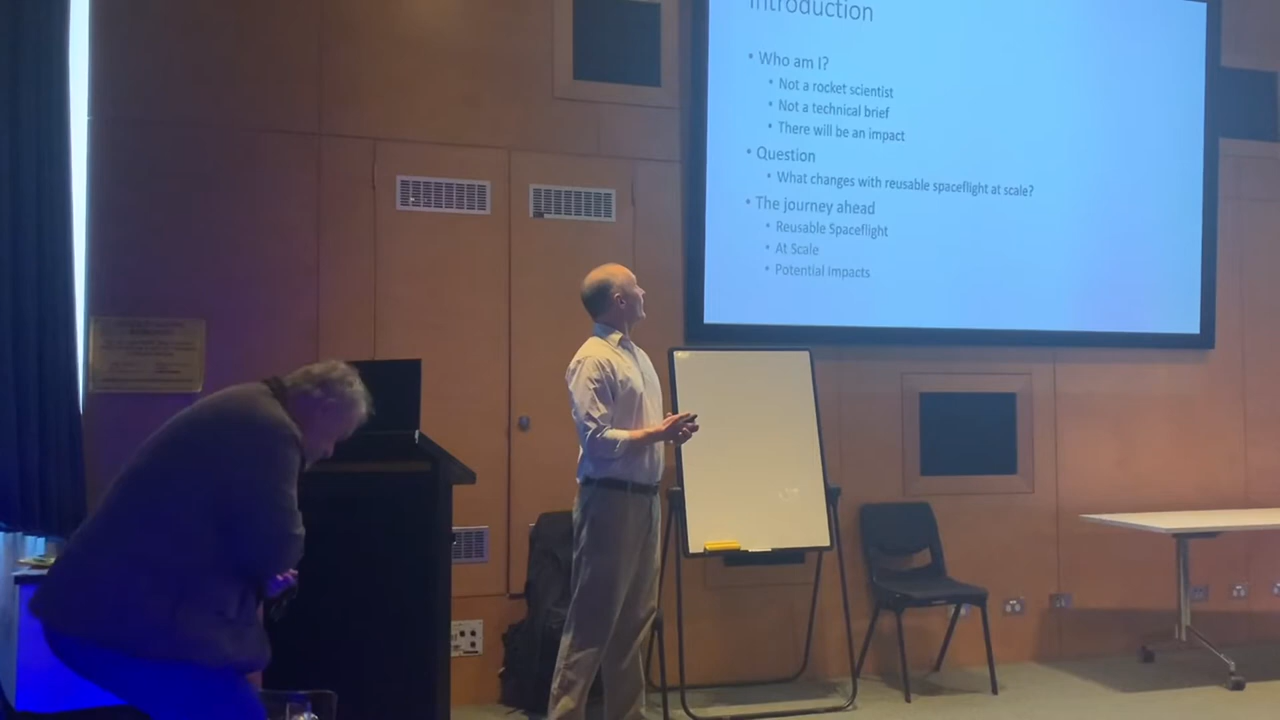 Introduction
• Who am I?
• Not a rocket scientist
• Not a technical brief
• There will be an impact
• Question
• What changes with reusable spaceflight at scale?
• The journey ahead
• Reusable Spaceflight
• At Scale
• Potential Impacts